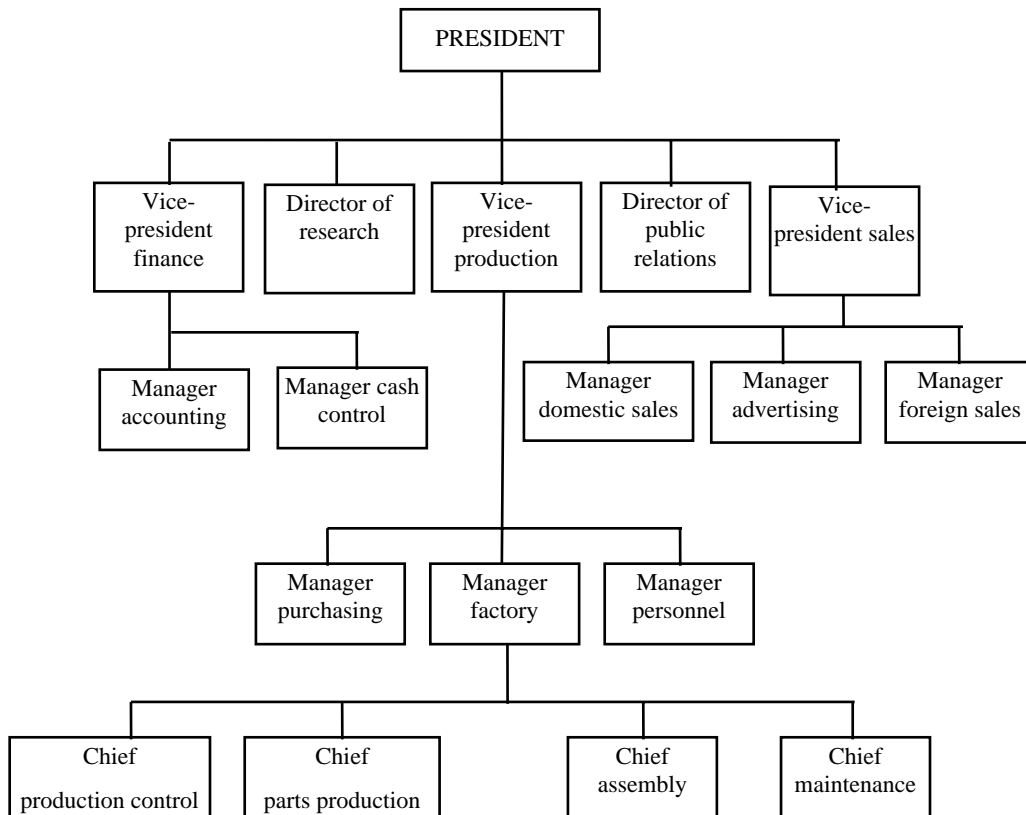 PRESIDENT
Vice-
president
finance
Director of
research
Vice-
president
production
Director of
public
relations
Vice-
president sales
Manager
accounting
Manager cash
control
Manager
domestic sales
Manager
advertising
Manager
foreign sales
Manager
purchasing
Manager
factory
Manager
personnel
Chief
production control
Chief
parts production
Chief
assembly
Chief
maintenance